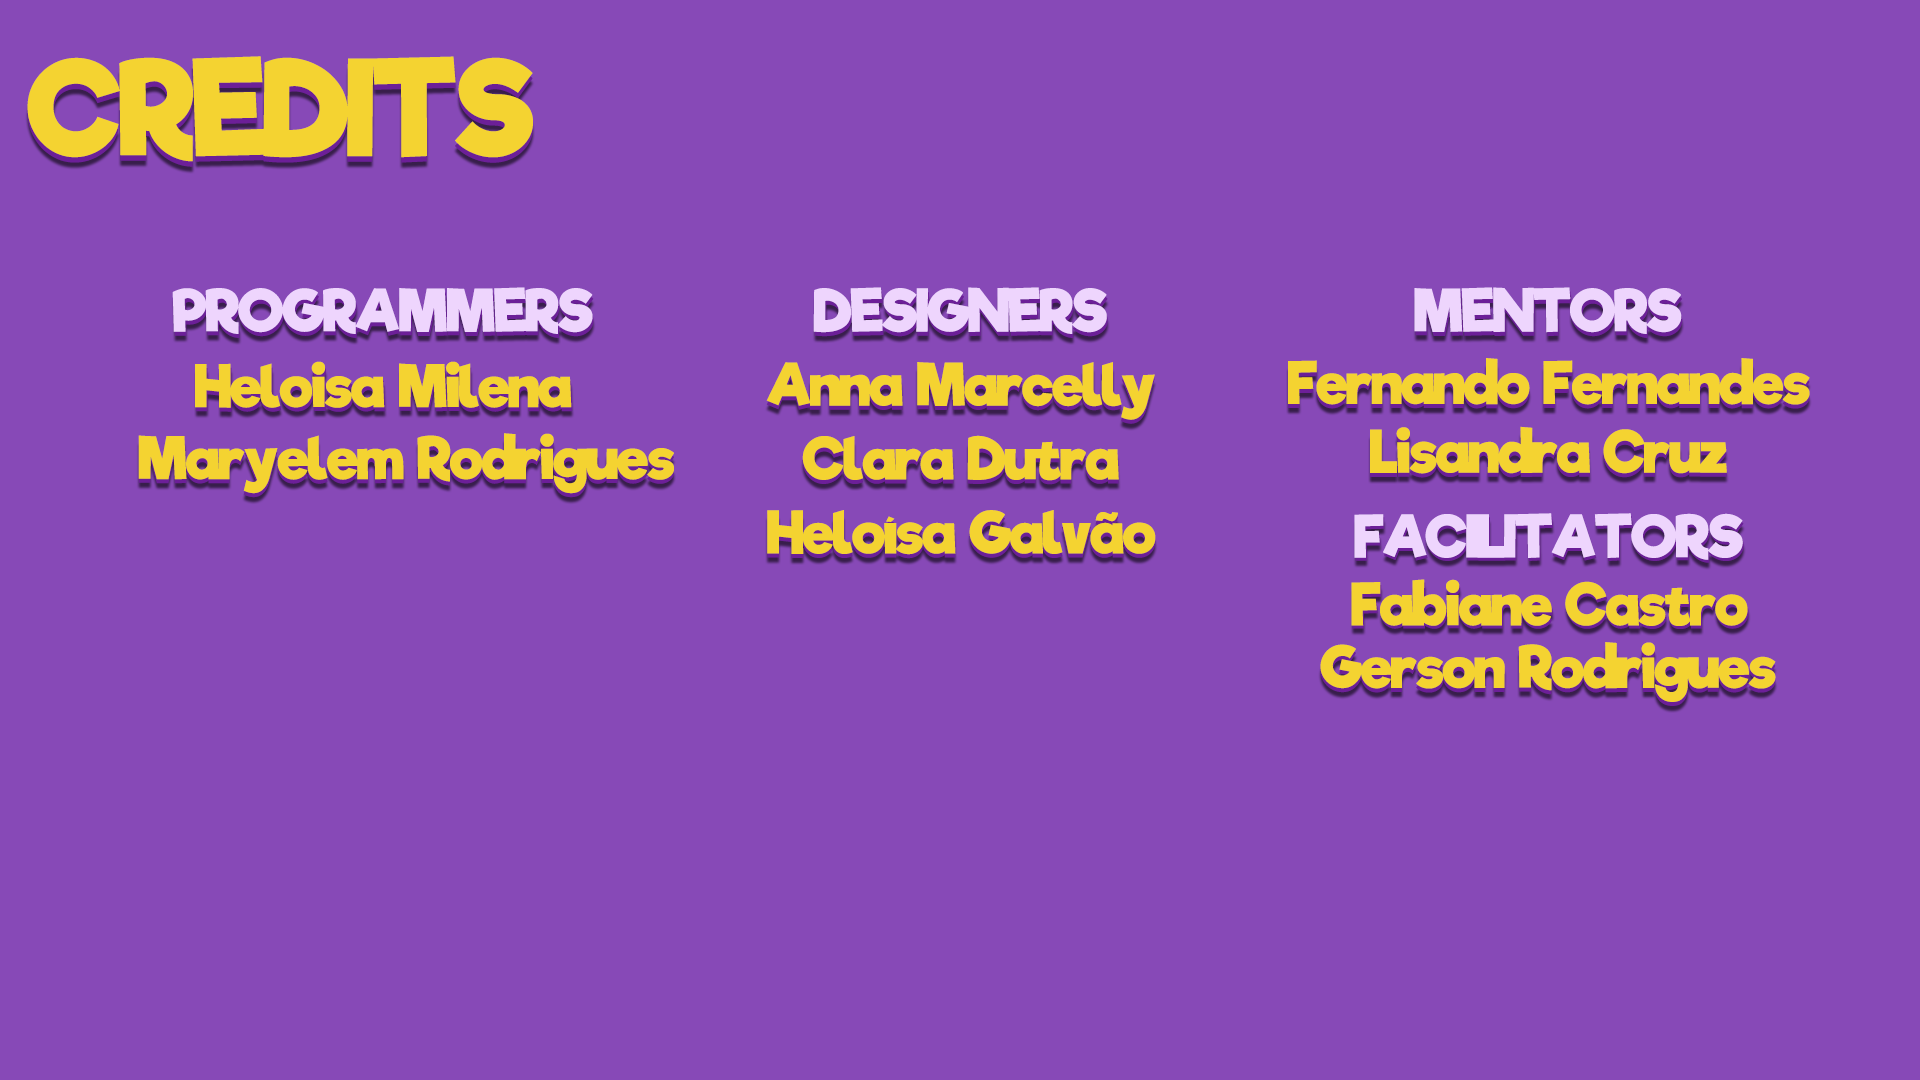 CREDITS
PROGRAMMERS
Heloisa Milena
Maryelem Rodrigues
DESIGNERS
Anna Marcelly
Clara Dutra
Heloísa Galvão
MENTORS
Fernando Fernandes
Lisandra Cruz
FACILITATORS
Fabiane Castro
Gerson Rodrigues